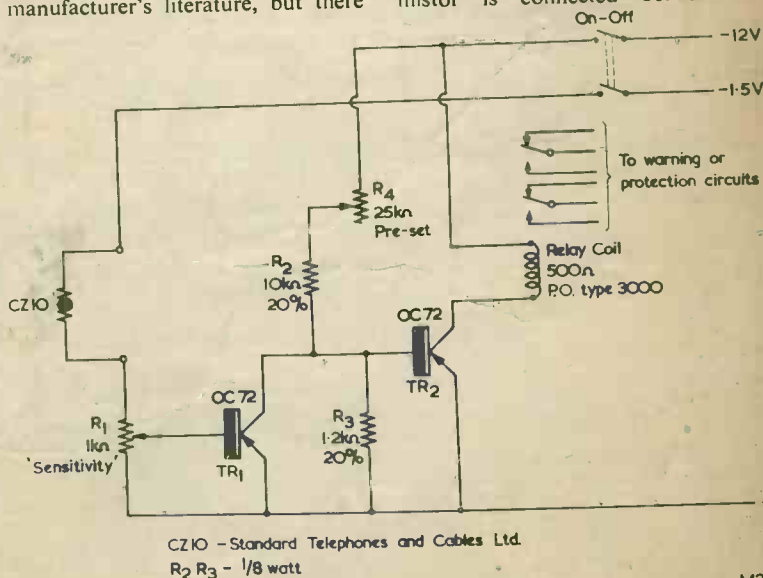 manufacturer's literature, but there
mistor is connected
On-Off
-12V
-1·5V
To warning or
protection circuits
R4
25kΩ
Pre-set
R2
10kΩ
20%
Relay Coil
500Ω
P.O. type 3000
CZ10
OC72
TR2
OC72
R1
1kΩ
'Sensitivity'
TR1
R3
1·2kΩ
20%
CZ10 - Standard Telephones and Cables Ltd.
R2 R3 - 1/8 watt